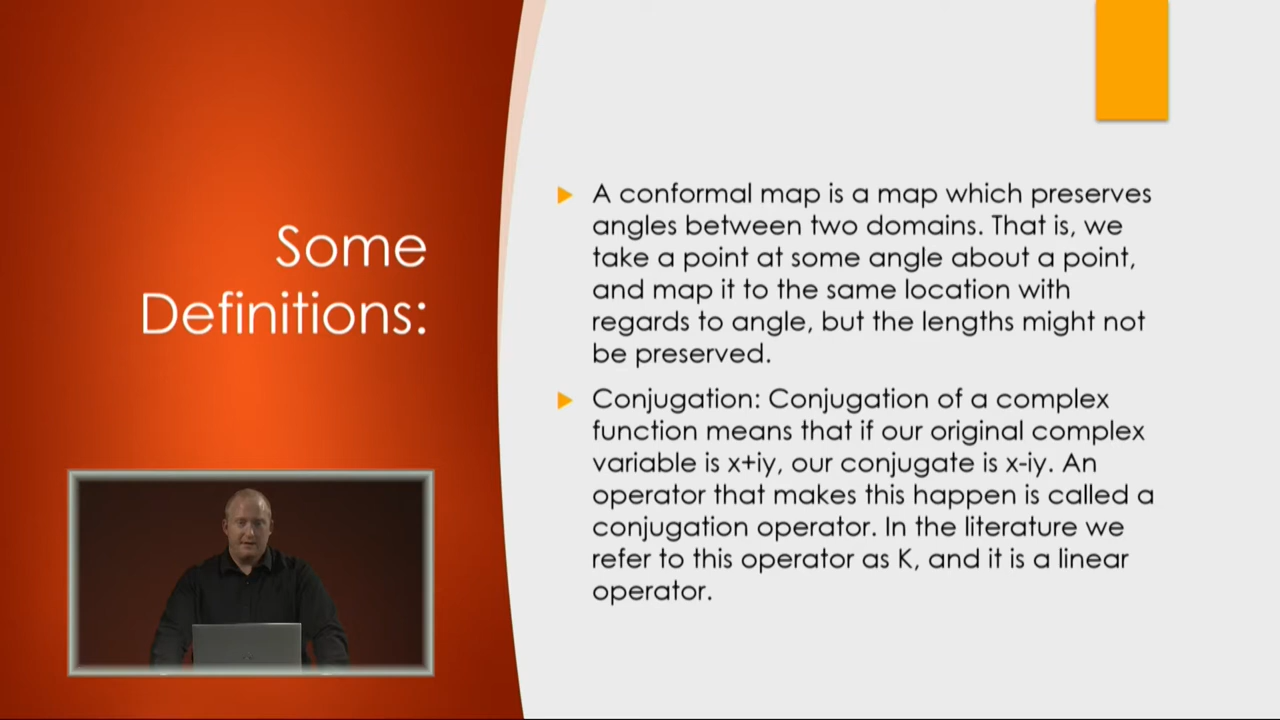 Some
Definitions:
A conformal map is a map which preserves
angles between two domains. That is, we
take a point at some angle about a point,
and map it to the same location with
regards to angle, but the lengths might not
be preserved.
Conjugation: Conjugation of a complex
function means that if our original complex
variable is x+iy, our conjugate is x-iy. An
operator that makes this happen is called a
conjugation operator. In the literature we
refer to this operator as K, and it is a linear
operator.